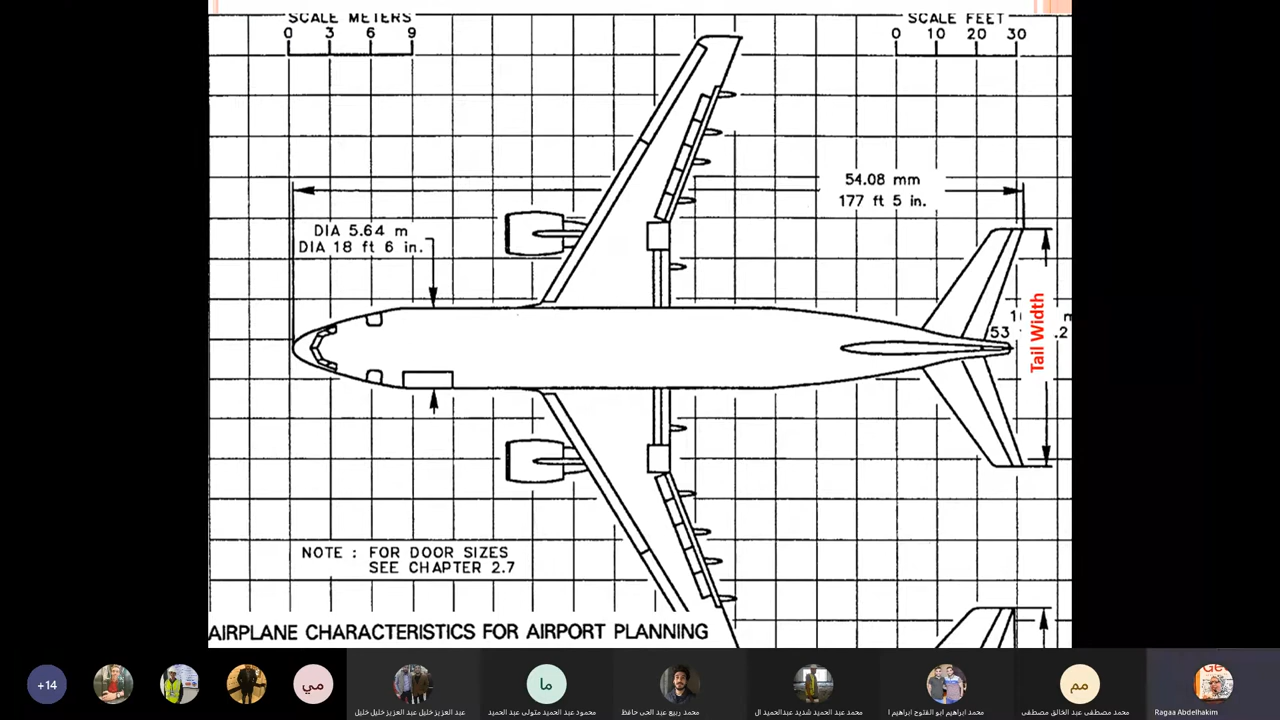 SCALE METERS
0 3 6 9
SCALE FEET
0 10 20 30
54.08 mm
177 ft 5 in.
DIA 5.64 m
DIA 18 ft 6 in.
Tail Width
53
.2
NOTE : FOR DOOR SIZES
SEE CHAPTER 2.7
AIRPLANE CHARACTERISTICS FOR AIRPORT PLANNING
+14
مي
عبد العزيز خليل عبد العزيز خليل خليل
ما
محمود عبد الحميد متولى عبد الحميد
محمد ربيع عبد الحى حافظ
محمد عبد الحميد شديد عبدالحميد ال
محمد ابراهيم ابو الفتوح ابراهيم ا
مم
محمد مصطفى عبد الخالق مصطفى
Ragaa Abdelhakim